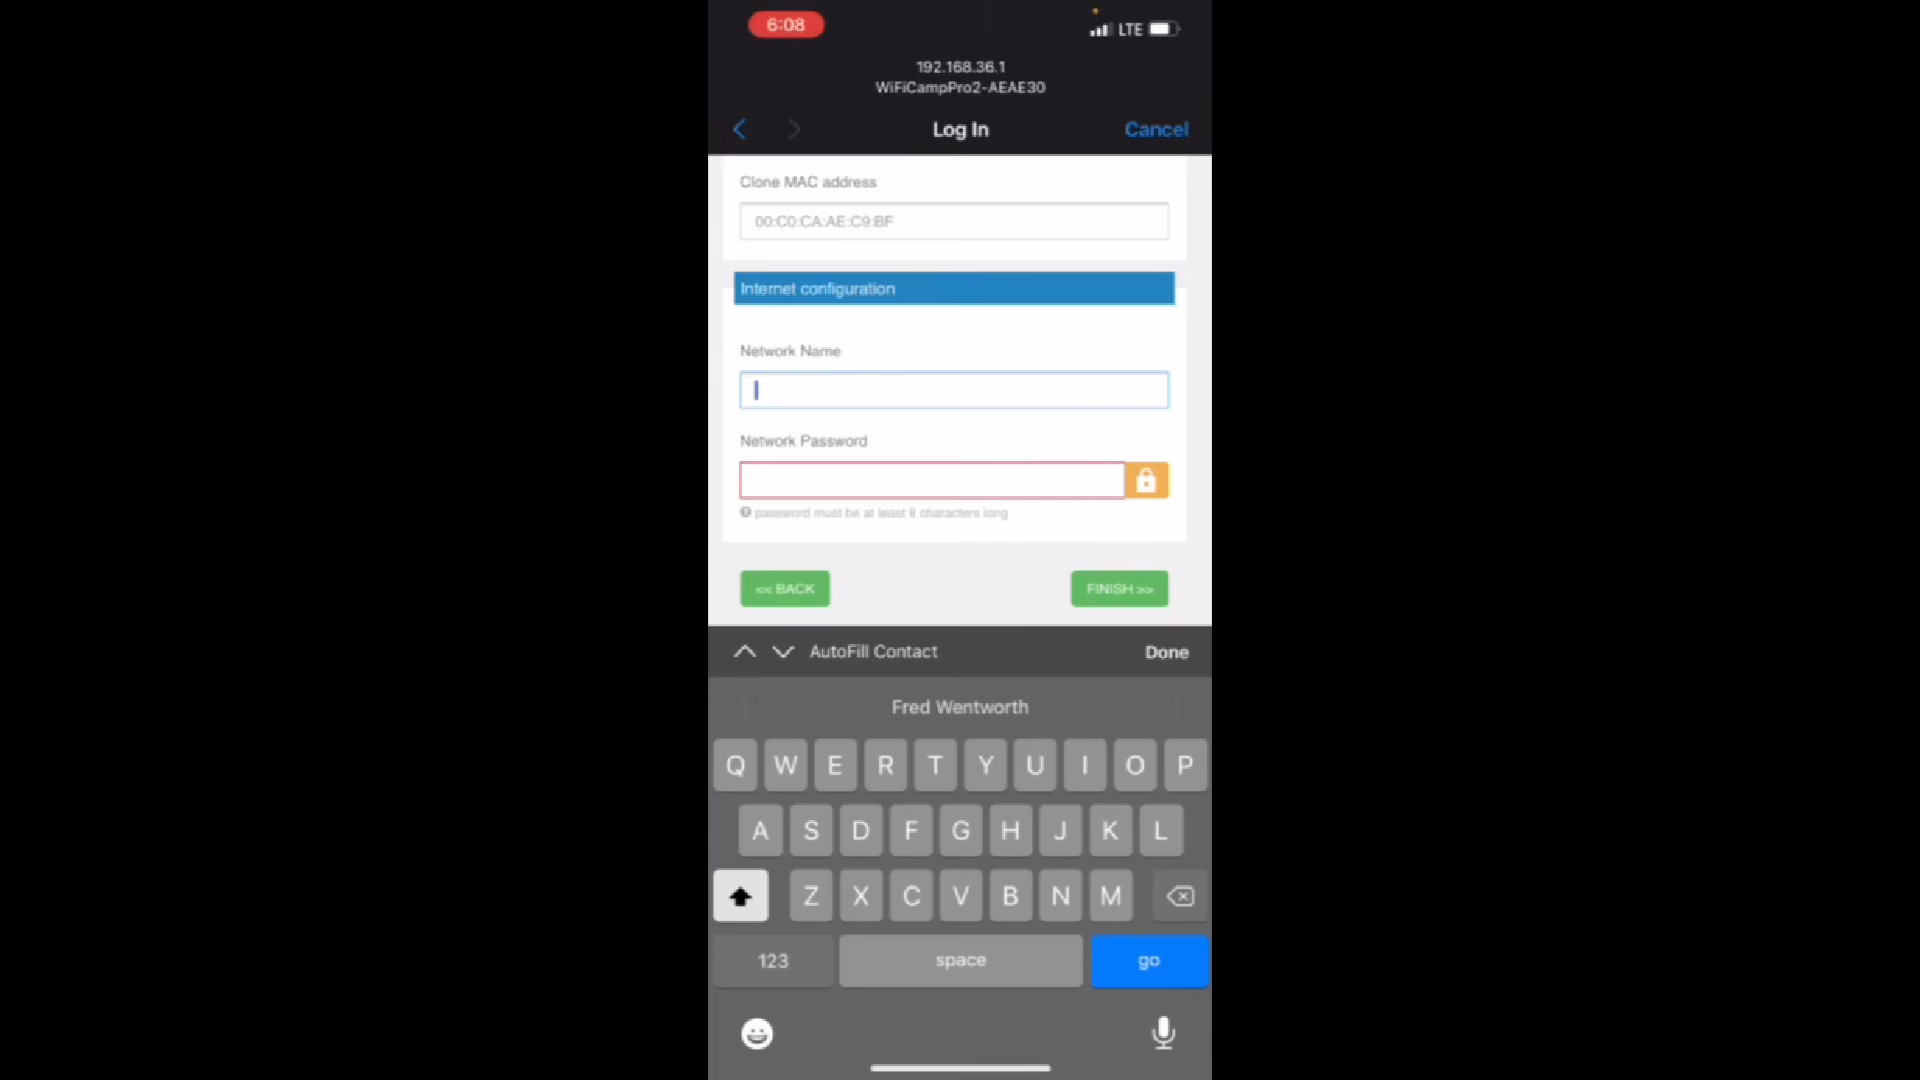 6:08
LTE
192.168.36.1
WiFiCampPro2-AEAE30
Log In
Cancel
Clone MAC address
00:C0:CA:AE:C9:BF
Internet configuration
Network Name
Network Password
password must be at least 8 characters long
<< BACK
FINISH >>
AutoFill Contact
Done
Fred Wentworth
Q W E R T Y U I O P
A S D F G H J K L
Z X C V B N M
123
space
go